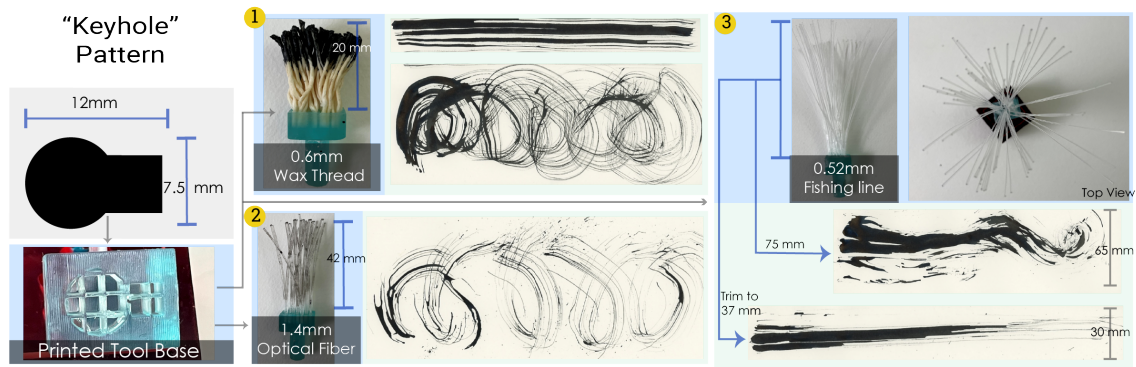 “Keyhole”
Pattern
12mm
7.5 mm
Printed Tool Base
1
20 mm
0.6mm
Wax Thread
2
42 mm
1.4mm
Optical Fiber
3
0.52mm
Fishing line
Top View
75 mm
65 mm
Trim to
37 mm
30 mm